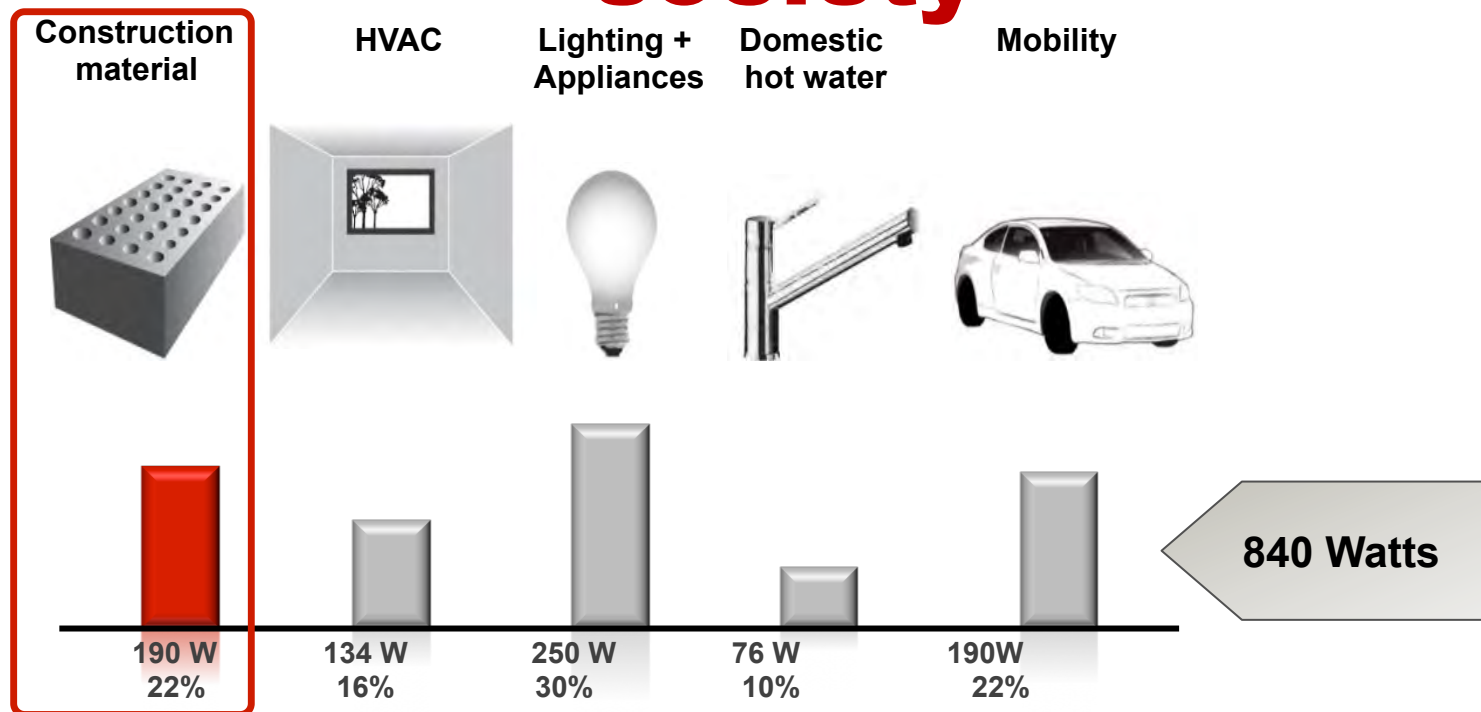 society
Construction
material
HVAC
Lighting +
Appliances
Domestic
hot water
Mobility
840 Watts
190 W
22%
134 W
16%
250 W
30%
76 W
10%
190W
22%